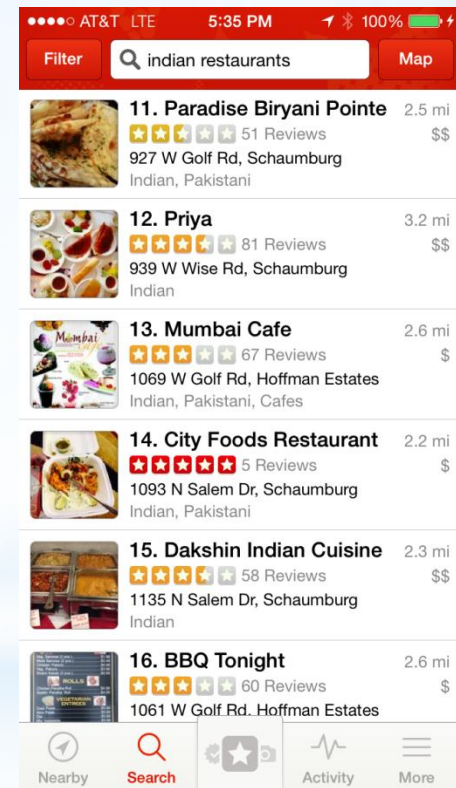 AT&T LTE 5:35 PM 100%
Filter indian restaurants Map
11. Paradise Biryani Pointe 2.5 mi
51 Reviews $$
927 W Golf Rd, Schaumburg
Indian, Pakistani
12. Priya 3.2 mi
81 Reviews $$
939 W Wise Rd, Schaumburg
Indian
13. Mumbai Cafe 2.6 mi
67 Reviews $
1069 W Golf Rd, Hoffman Estates
Indian, Pakistani, Cafes
14. City Foods Restaurant 2.2 mi
5 Reviews $
1093 N Salem Dr, Schaumburg
Indian, Pakistani
15. Dakshin Indian Cuisine 2.3 mi
58 Reviews $$
1135 N Salem Dr, Schaumburg
Indian
16. BBQ Tonight 2.6 mi
60 Reviews $
1061 W Golf Rd, Hoffman Estates
Nearby Search Activity More
Mumbai
ROLLS
VEGETARIAN
ENTREES